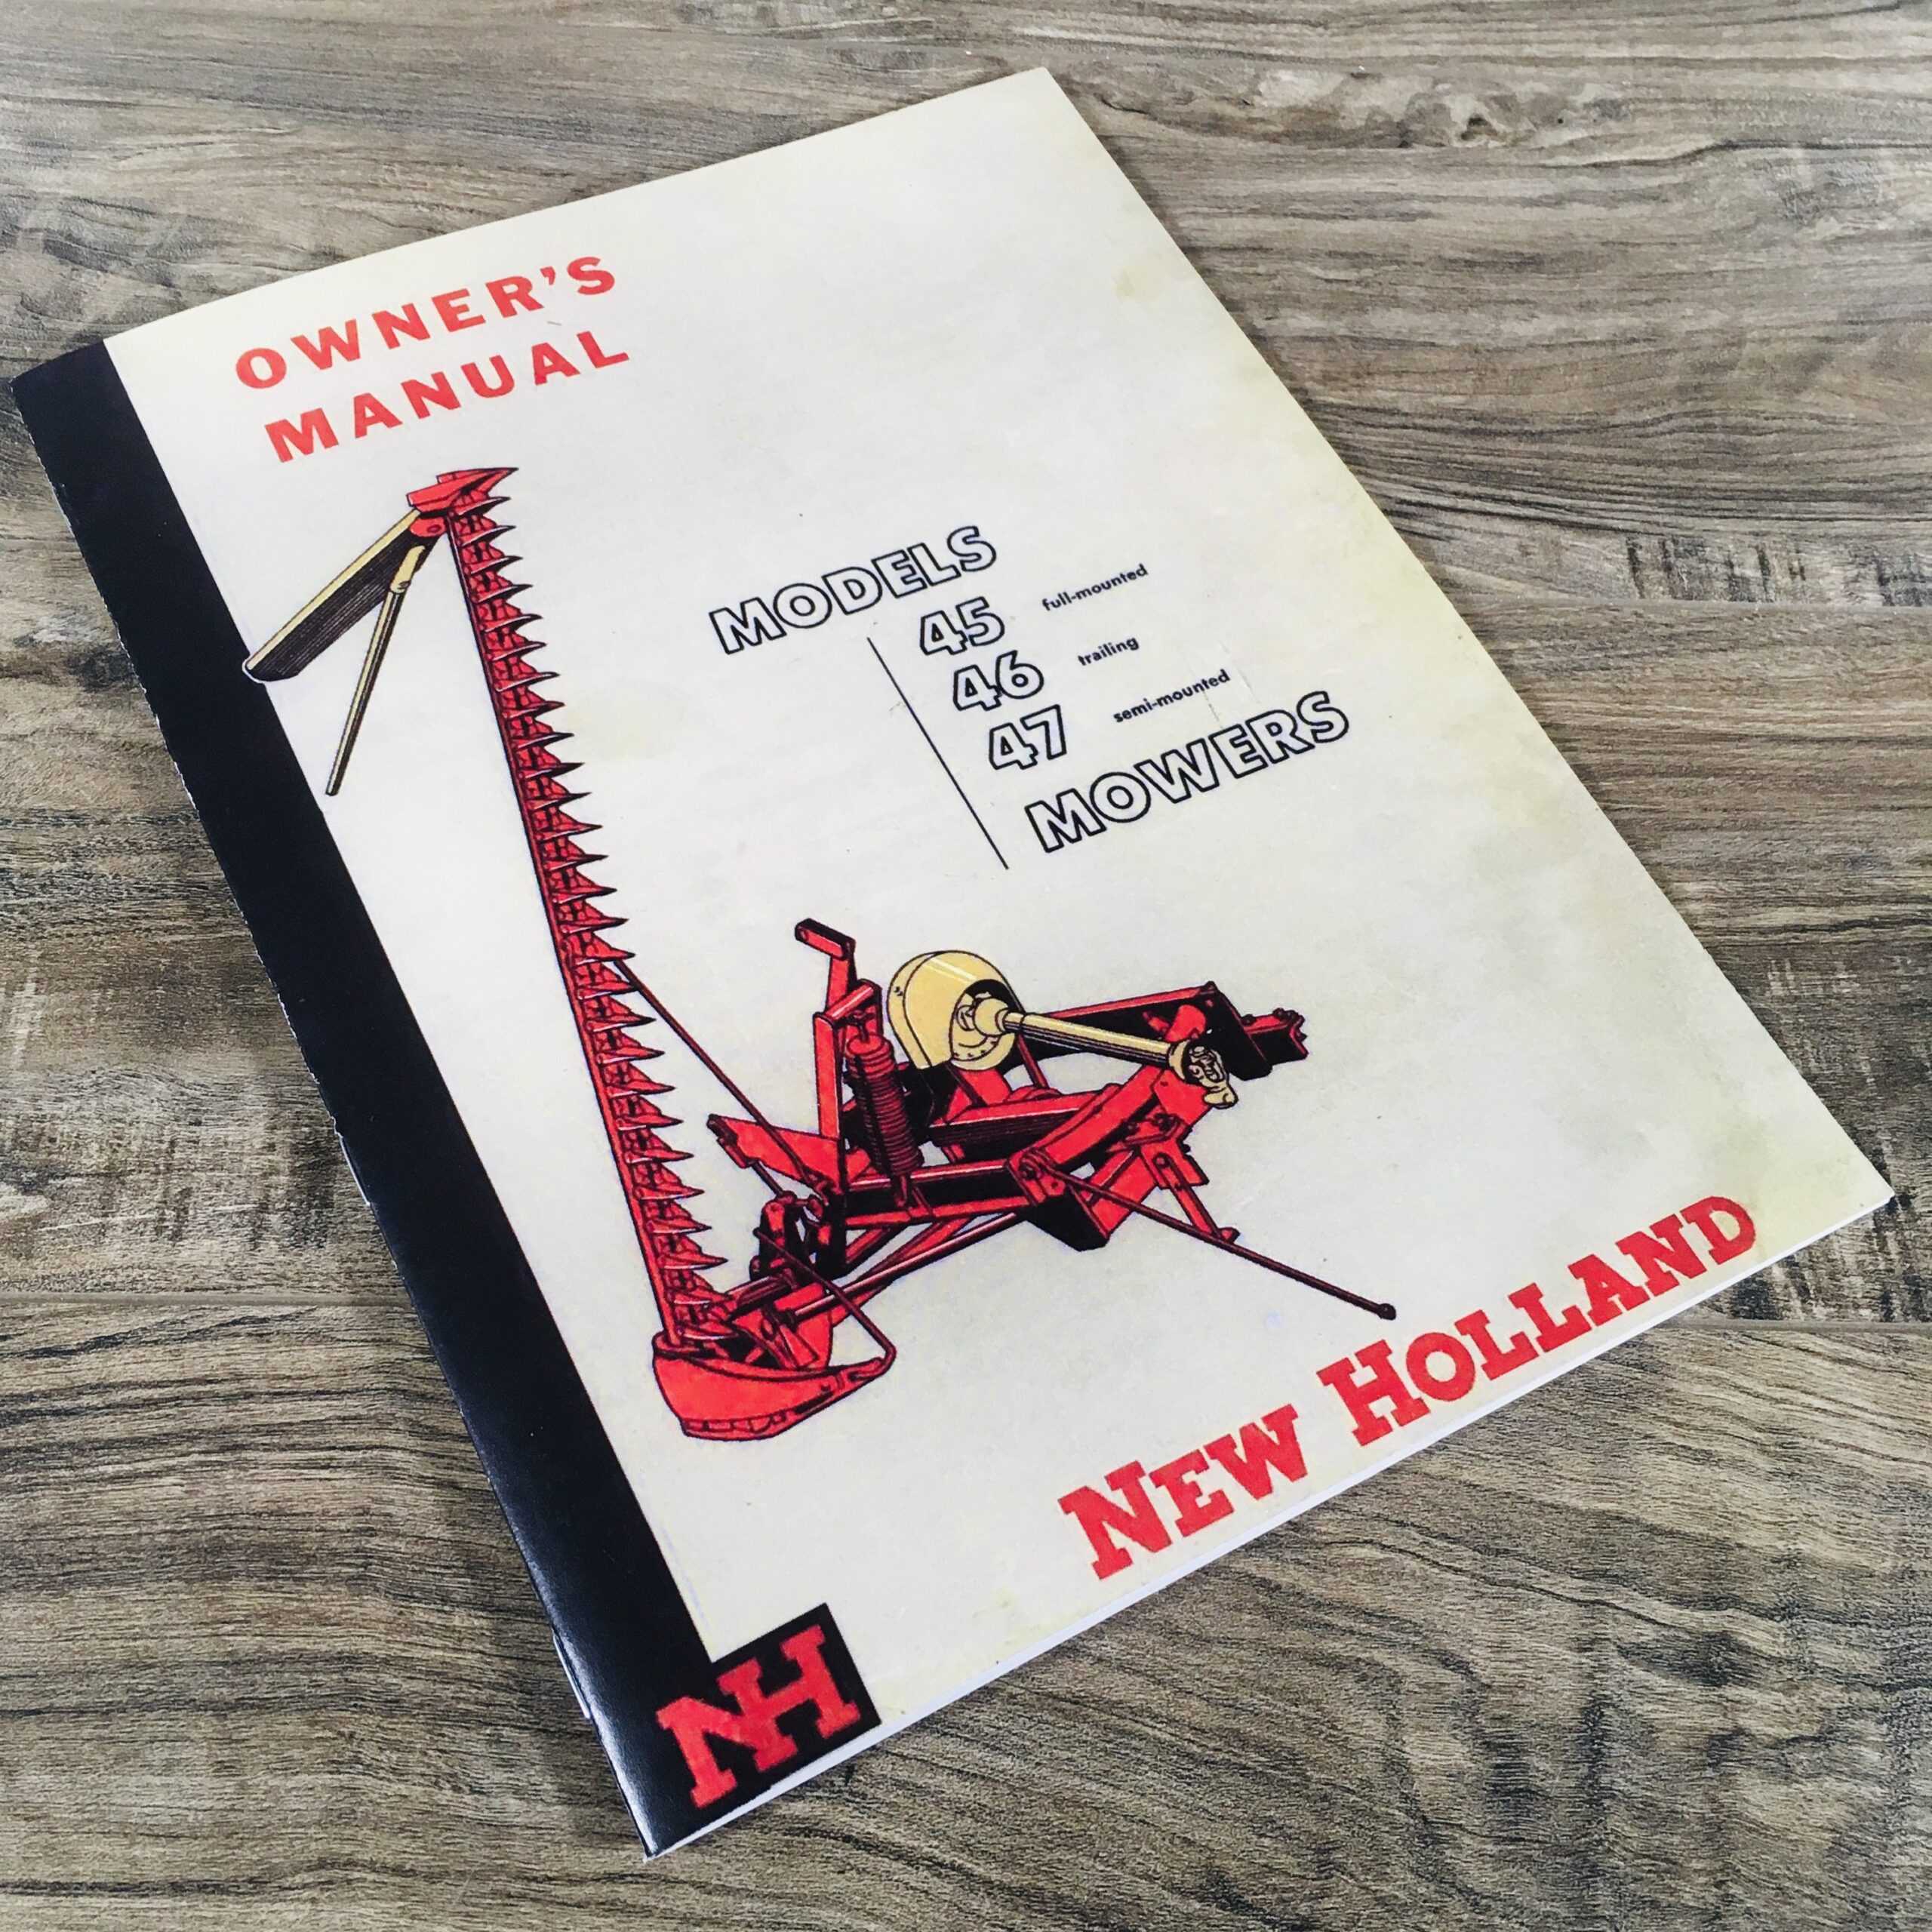 OWNER'S
MANUAL
MODELS
45 full-mounted
46 trailing
47 semi-mounted
MOWERS
NEW HOLLAND
NH